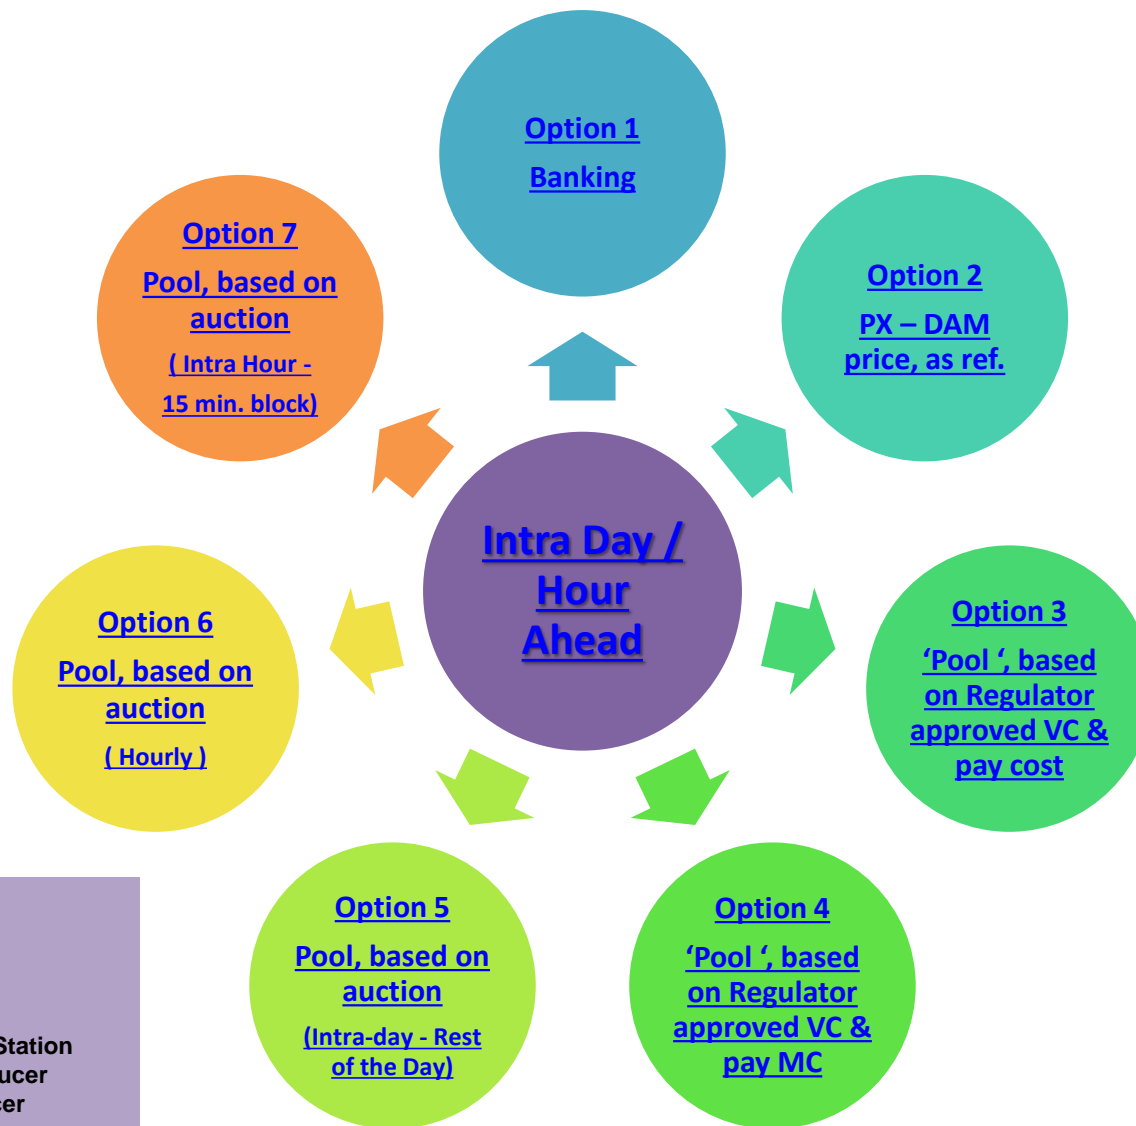 Option 1
Banking
Option 2
PX – DAM
price, as ref.
Option 3
‘Pool ‘, based
on Regulator
approved VC &
pay cost
Option 4
‘Pool ‘, based
on Regulator
approved VC &
pay MC
Option 5
Pool, based on
auction
(Intra-day - Rest
of the Day)
Option 6
Pool, based on
auction
( Hourly )
Option 7
Pool, based on
auction
( Intra Hour -
15 min. block)
Intra Day /
Hour
Ahead
Station